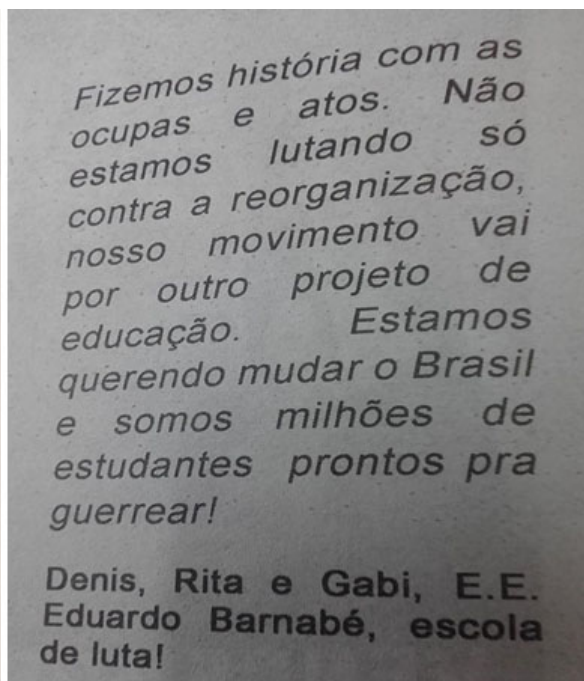 Fizemos história com as
ocupas e atos. Não
estamos lutando só
contra a reorganização,
nosso movimento vai
por outro projeto de
educação. Estamos
querendo mudar o Brasil
e somos milhões de
estudantes prontos pra
guerrear!
Denis, Rita e Gabi, E.E.
Eduardo Barnabé, escola
de luta!